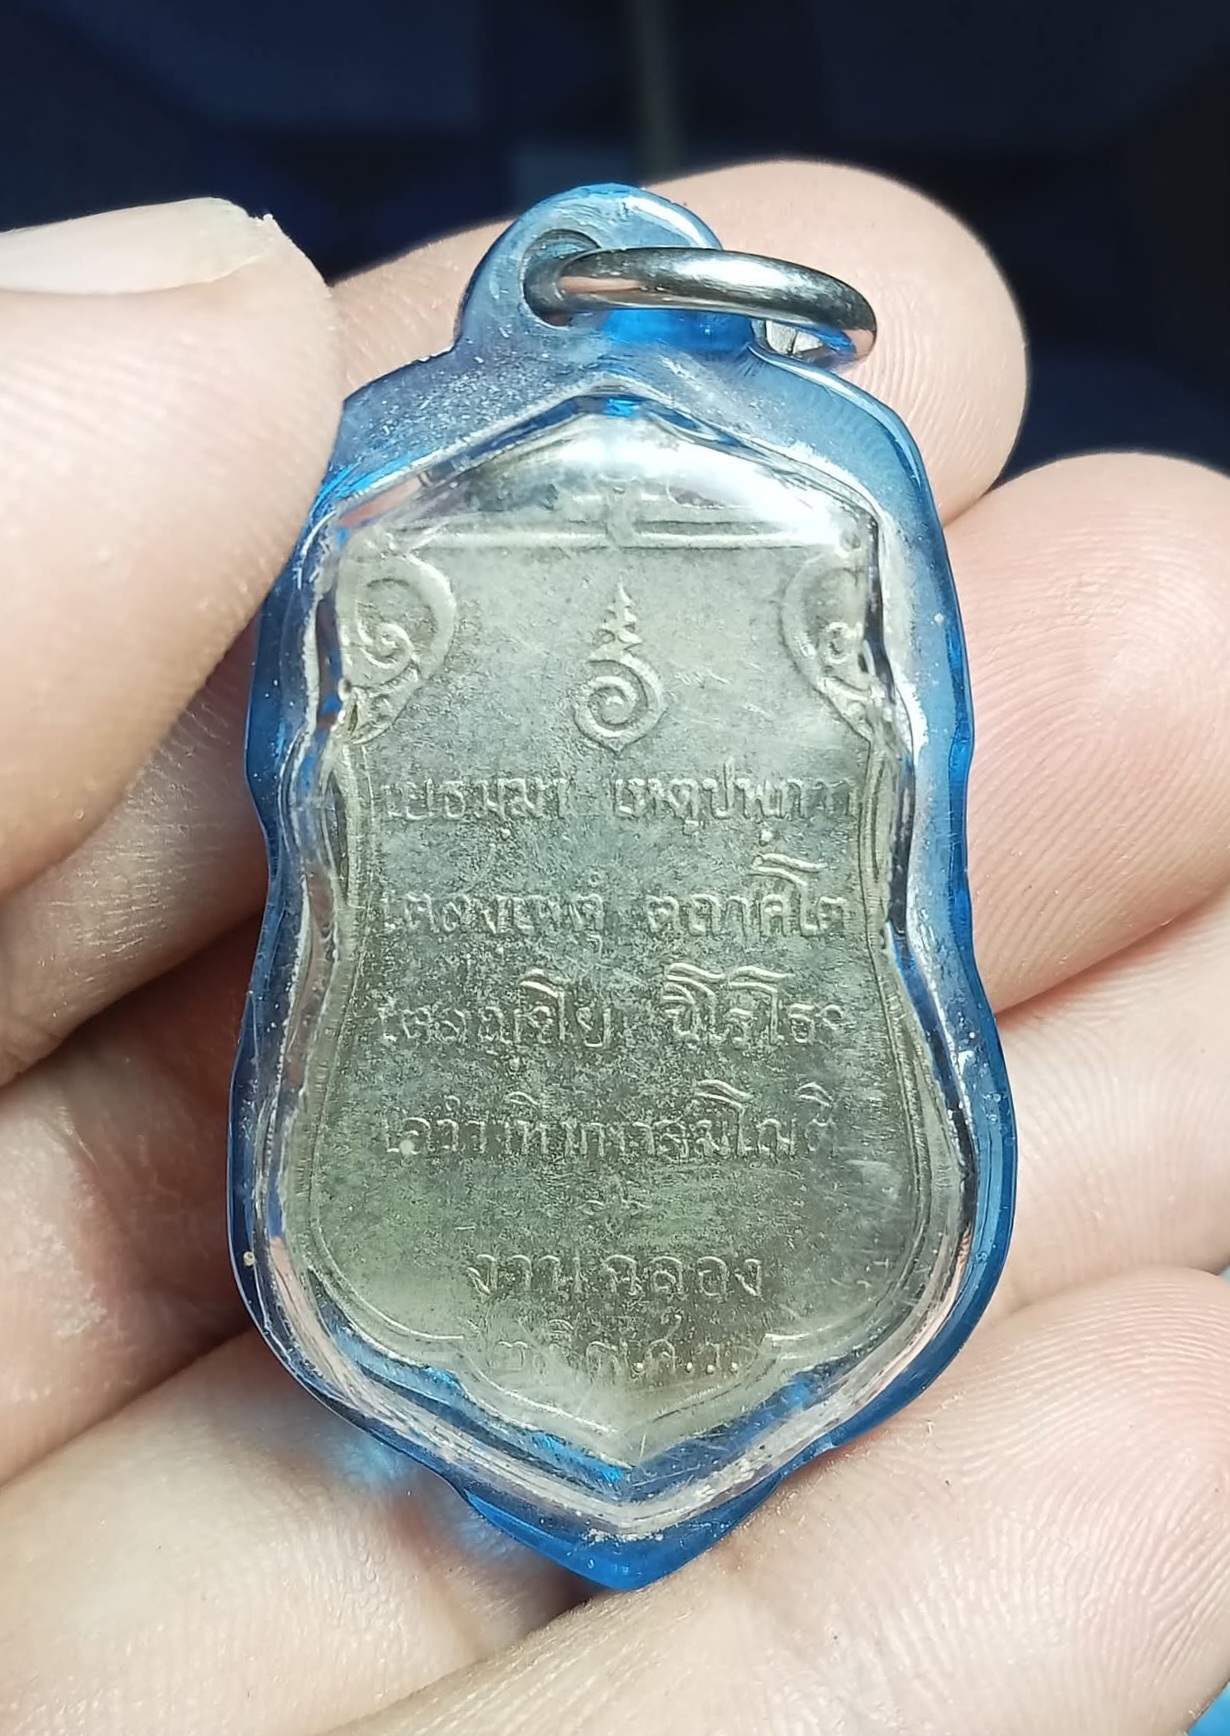 เยธมฺมา เหตุปฺปภวา
เตสงฺเหตุํ ตถาคโต
เตสญฺจโย นิโรโธจ
เอวํวาทีมหาสมโณติ
งานฉลอง